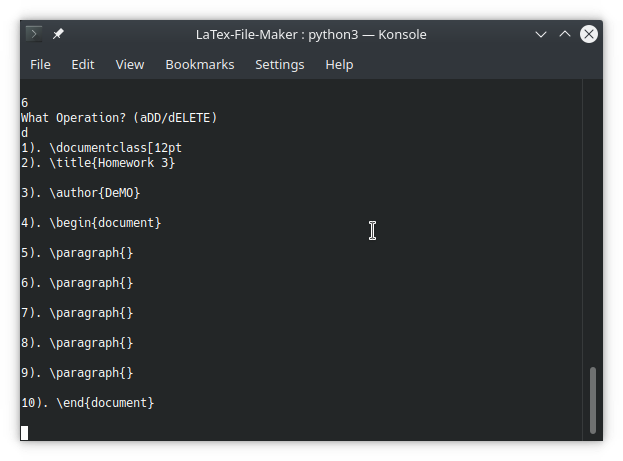 LaTex-File-Maker : python3 — Konsole
File Edit View Bookmarks Settings Help
6
What Operation? (aDD/dELETE)
d
1). \documentclass[12pt
2). \title{Homework 3}
3). \author{DeMO}
4). \begin{document}
5). \paragraph{}
6). \paragraph{}
7). \paragraph{}
8). \paragraph{}
9). \paragraph{}
10). \end{document}